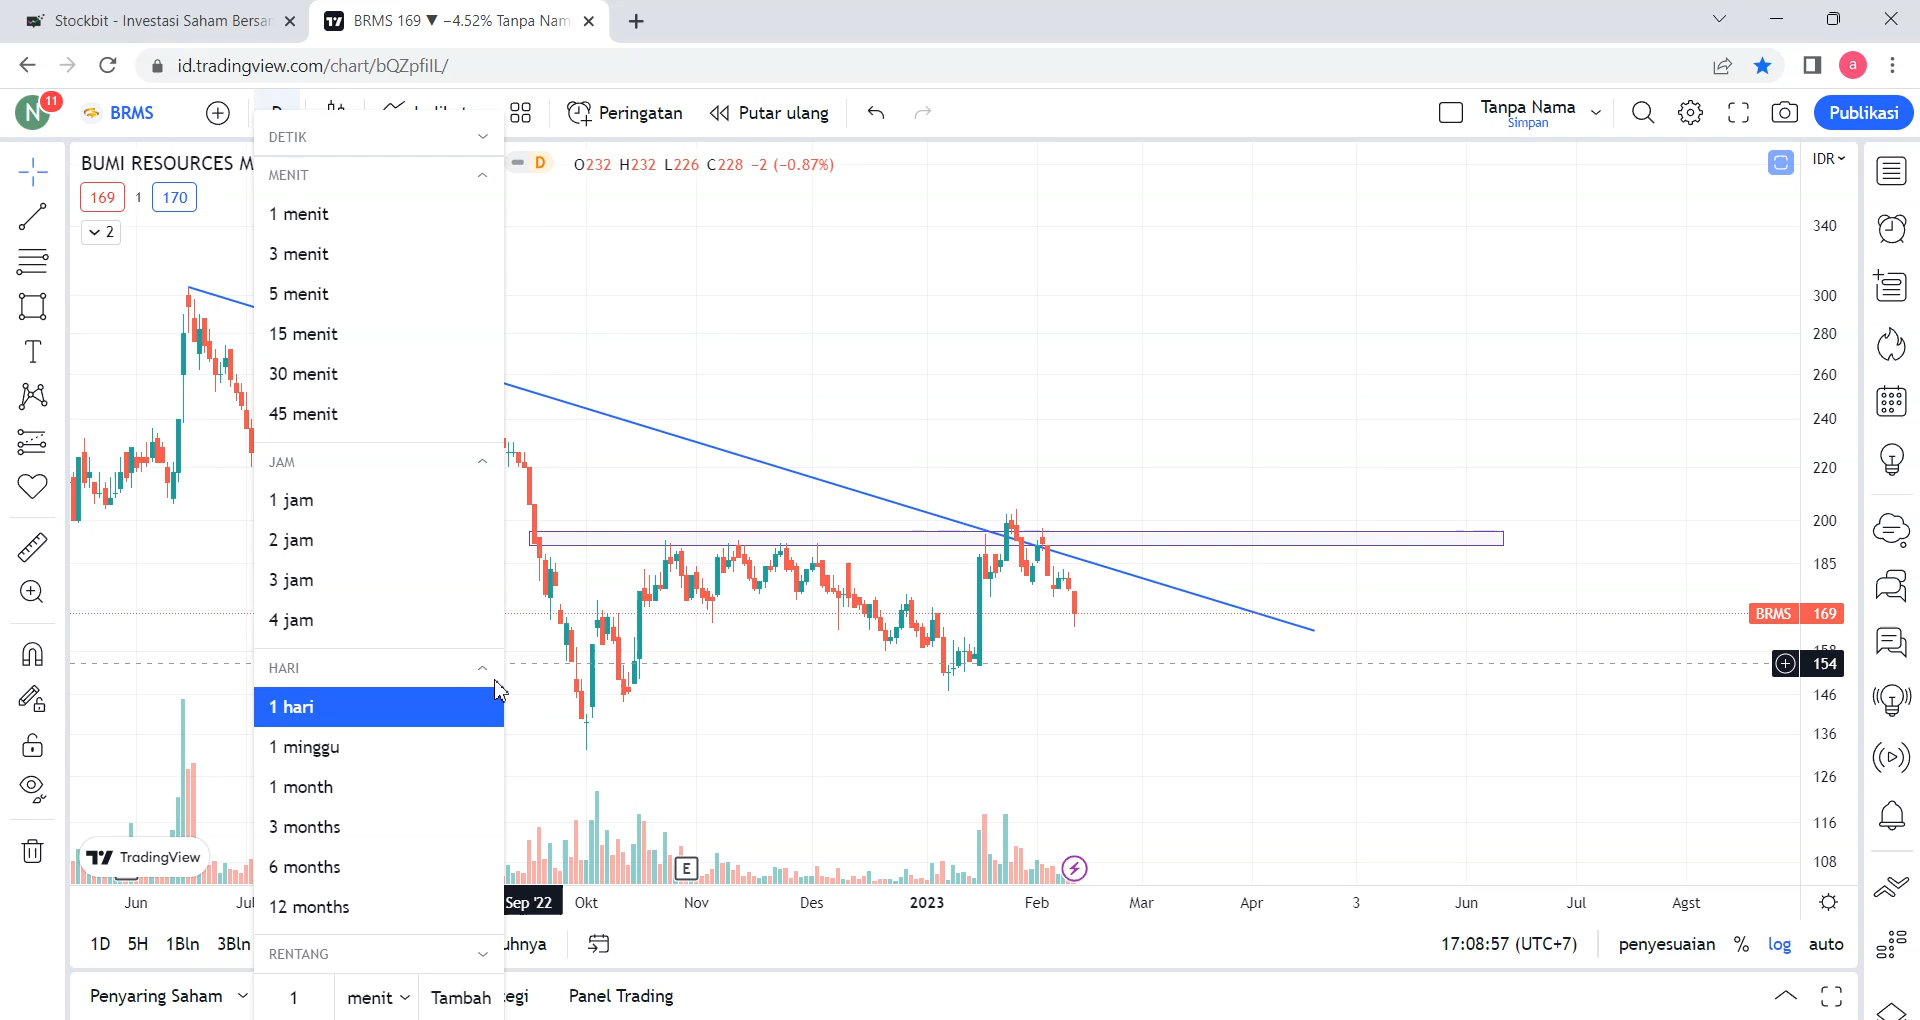 Stockbit - Investasi Saham Bersar
BRMS 169 ▼ −4.52% Tanpa Nam
id.tradingview.com/chart/bQZpfilL/
a
N
11
BRMS
Peringatan
Putar ulang
Tanpa Nama
Simpan
Publikasi
BUMI RESOURCES M
D
O232 H232 L226 C228 −2 (−0.87%)
IDR
169
1
170
2
DETIK
MENIT
1 menit
3 menit
5 menit
15 menit
30 menit
45 menit
JAM
1 jam
2 jam
3 jam
4 jam
HARI
1 hari
1 minggu
1 month
3 months
6 months
12 months
RENTANG
1
menit
Tambah
340
300
280
260
240
220
200
185
BRMS 169
154
146
136
126
116
108
E
TradingView
Jun
Jul
Sep '22
Okt
Nov
Des
2023
Feb
Mar
Apr
3
Jun
Jul
Agst
1D 5H 1Bln 3Bln
uhnya
17:08:57 (UTC+7)
penyesuaian % log auto
Penyaring Saham
egi
Panel Trading